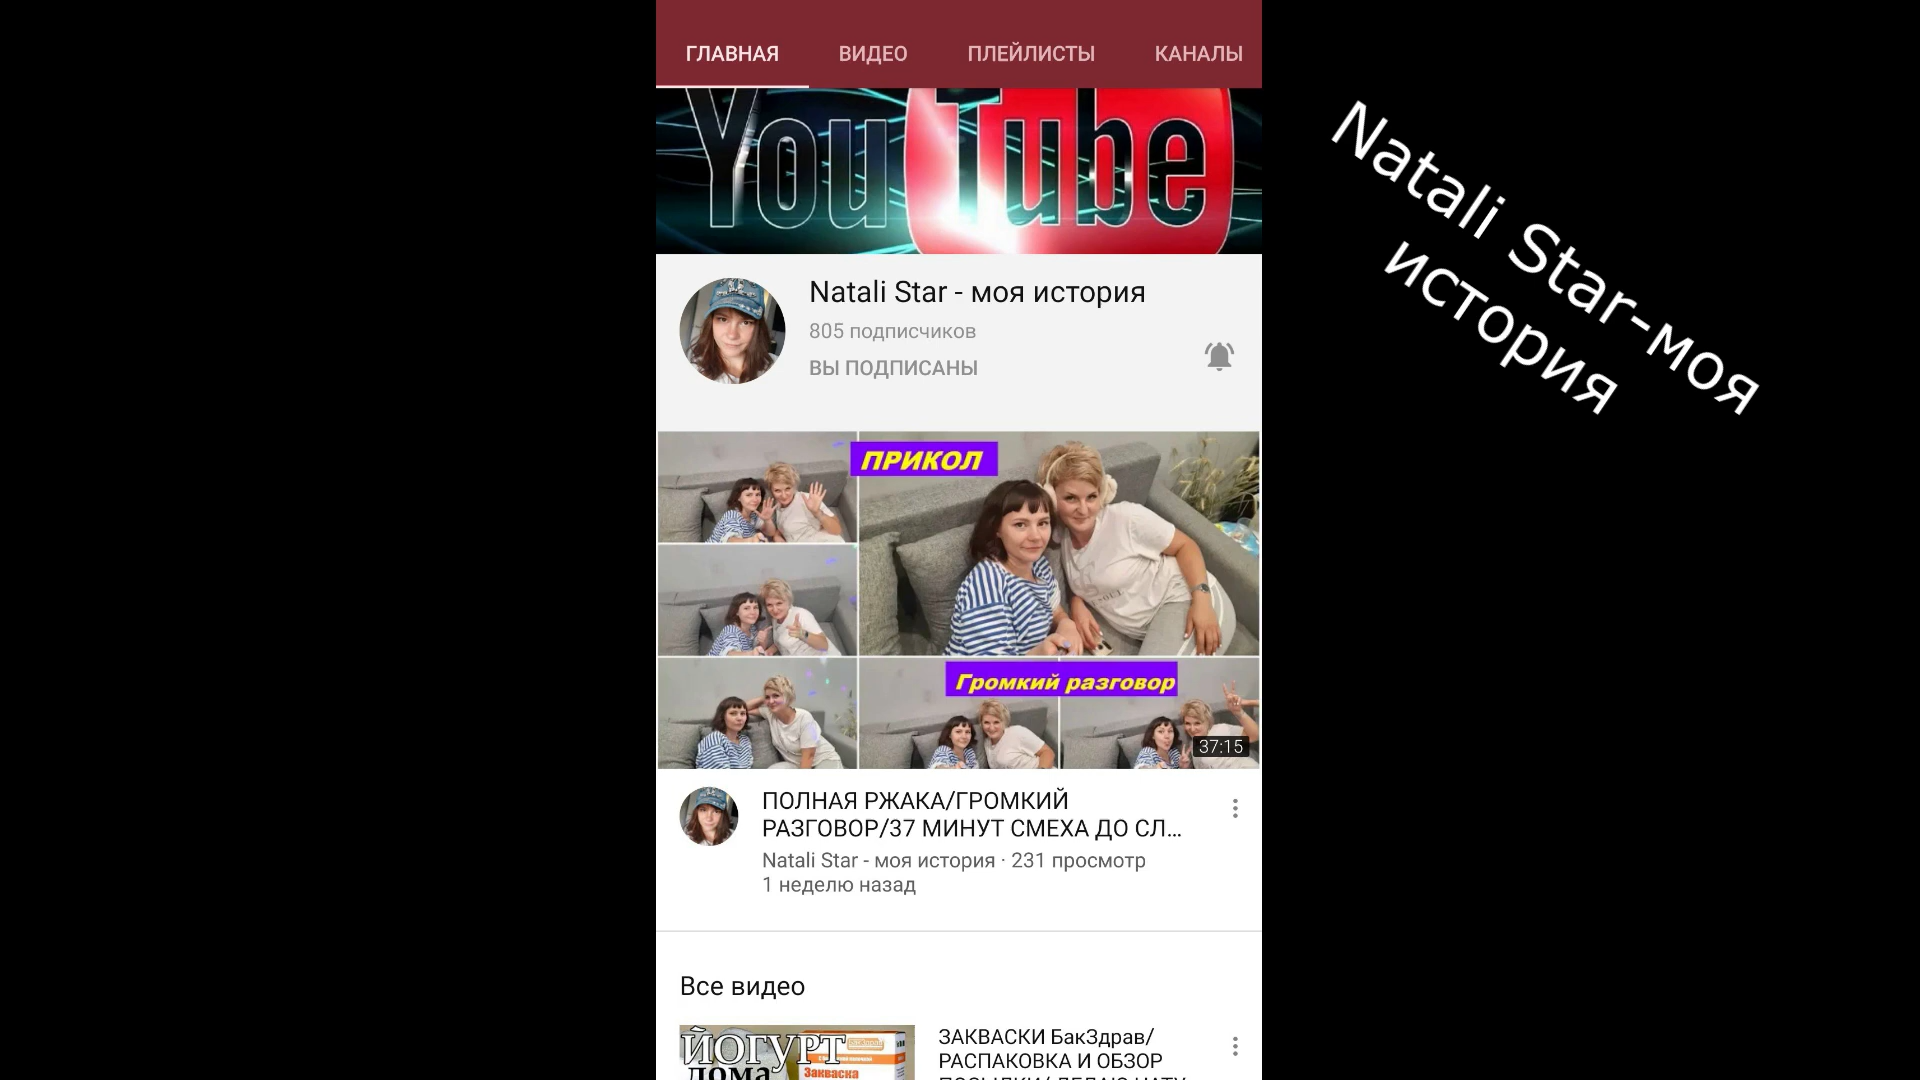 ГЛАВНАЯ ВИДЕО ПЛЕЙЛИСТЫ КАНАЛЫ
YouTube
Natali Star-моя
история
Natali Star - моя история
805 подписчиков
ВЫ ПОДПИСАНЫ
ПРИКОЛ
Громкий разговор
37:15
ПОЛНАЯ РЖАКА/ГРОМКИЙ
РАЗГОВОР/37 МИНУТ СМЕХА ДО СЛ...
Natali Star - моя история · 231 просмотр
1 неделю назад
Все видео
ЙОГУРТ
дома
Закваска
ЗАКВАСКИ БакЗдрав/
РАСПАКОВКА И ОБЗОР